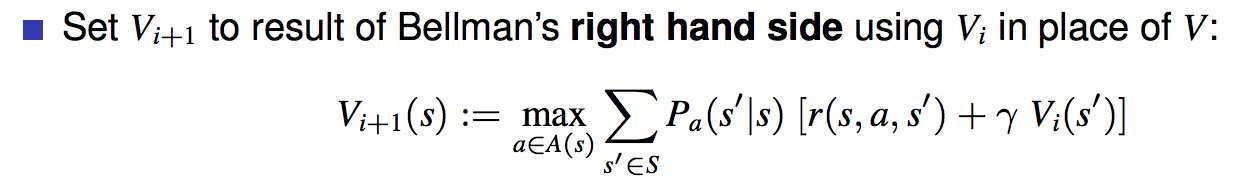 Set V_{i+1} to result of Bellman's right hand side using V_i in place of V:
V_{i+1}(s) := max_{a∈A(s)} ∑_{s′∈S} P_a(s′|s) [r(s, a, s′) + γ V_i(s′)]